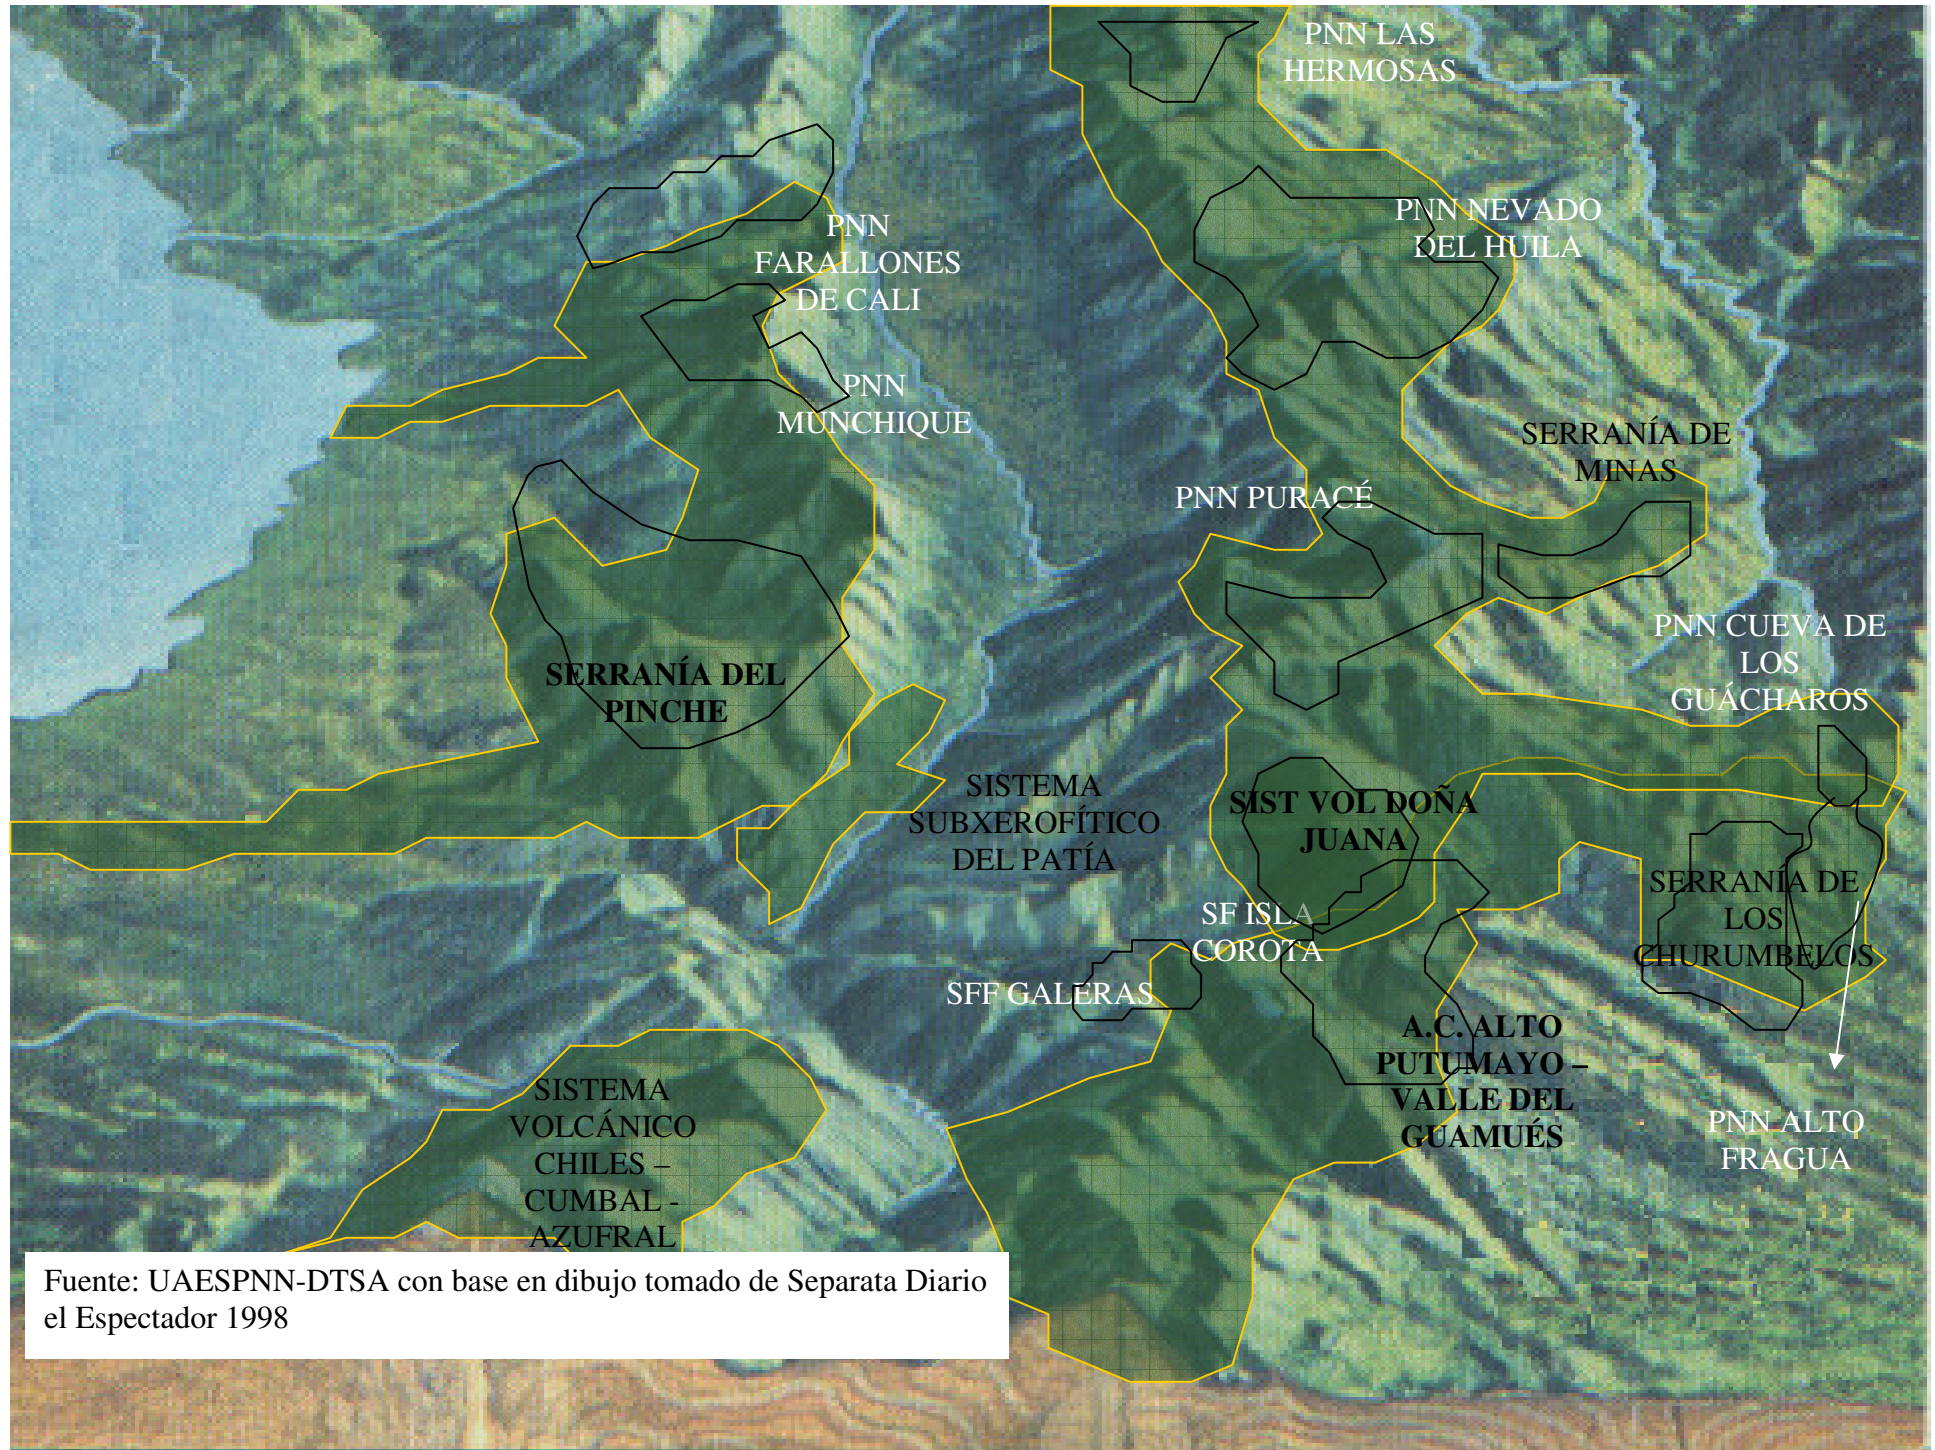 PNN LAS
HERMOSAS
PNN NEVADO
DEL HUILA
PNN
FARALLONES
DE CALI
PNN
MUNCHIQUE
SERRANÍA DE
MINAS
PNN PURACÉ
PNN CUEVA DE
LOS
GUÁCHAROS
SERRANÍA DEL
PINCHE
SISTEMA
SUBXEROFÍTICO
DEL PATÍA
SIST VOL DOÑA
JUANA
SERRANÍA DE
LOS
CHURUMBELOS
SF ISLA
COROTA
SFF GALERAS
A.C. ALTO
PUTUMAYO –
VALLE DEL
GUAMUÉS
PNN ALTO
FRAGUA
SISTEMA
VOLCÁNICO
CHILES –
CUMBAL -
AZUFRAL
Fuente: UAESPNN-DTSA con base en dibujo tomado de Separata Diario
el Espectador 1998